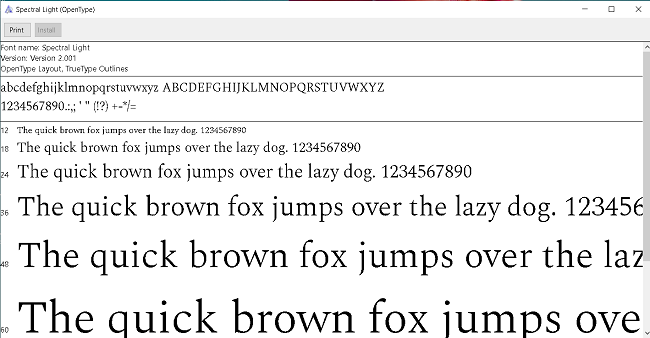 Spectral Light (OpenType)
Print Install
Font name: Spectral Light
Version: Version 2.001
OpenType Layout, TrueType Outlines
abcdefghijklmnopqrstuvwxyz ABCDEFGHIJKLMNOPQRSTUVWXYZ
1234567890.:,; ' " (!?) +-*/=
12 The quick brown fox jumps over the lazy dog. 1234567890
18 The quick brown fox jumps over the lazy dog. 1234567890
24 The quick brown fox jumps over the lazy dog. 1234567890
36 The quick brown fox jumps over the lazy dog. 123456
48 The quick brown fox jumps over the laz
60 The quick brown fox jumps ove